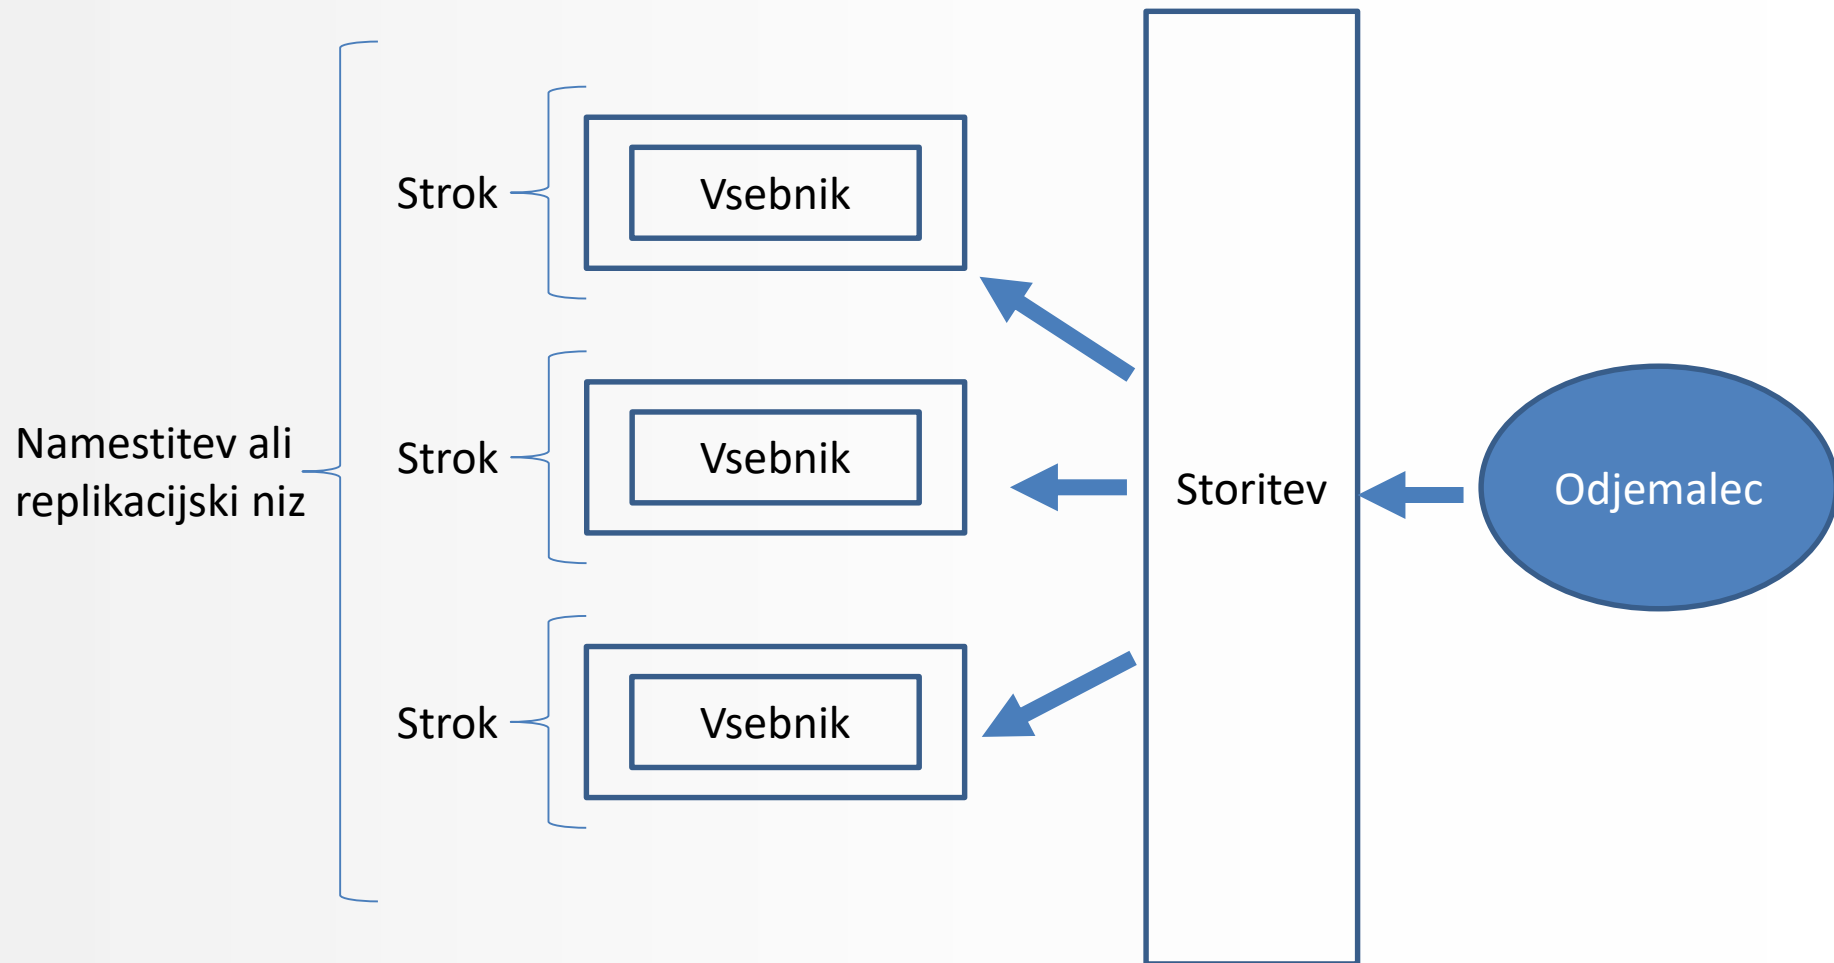 Namestitev ali
replikacijski niz
Strok
Vsebnik
Strok
Vsebnik
Strok
Vsebnik
Storitev
Odjemalec